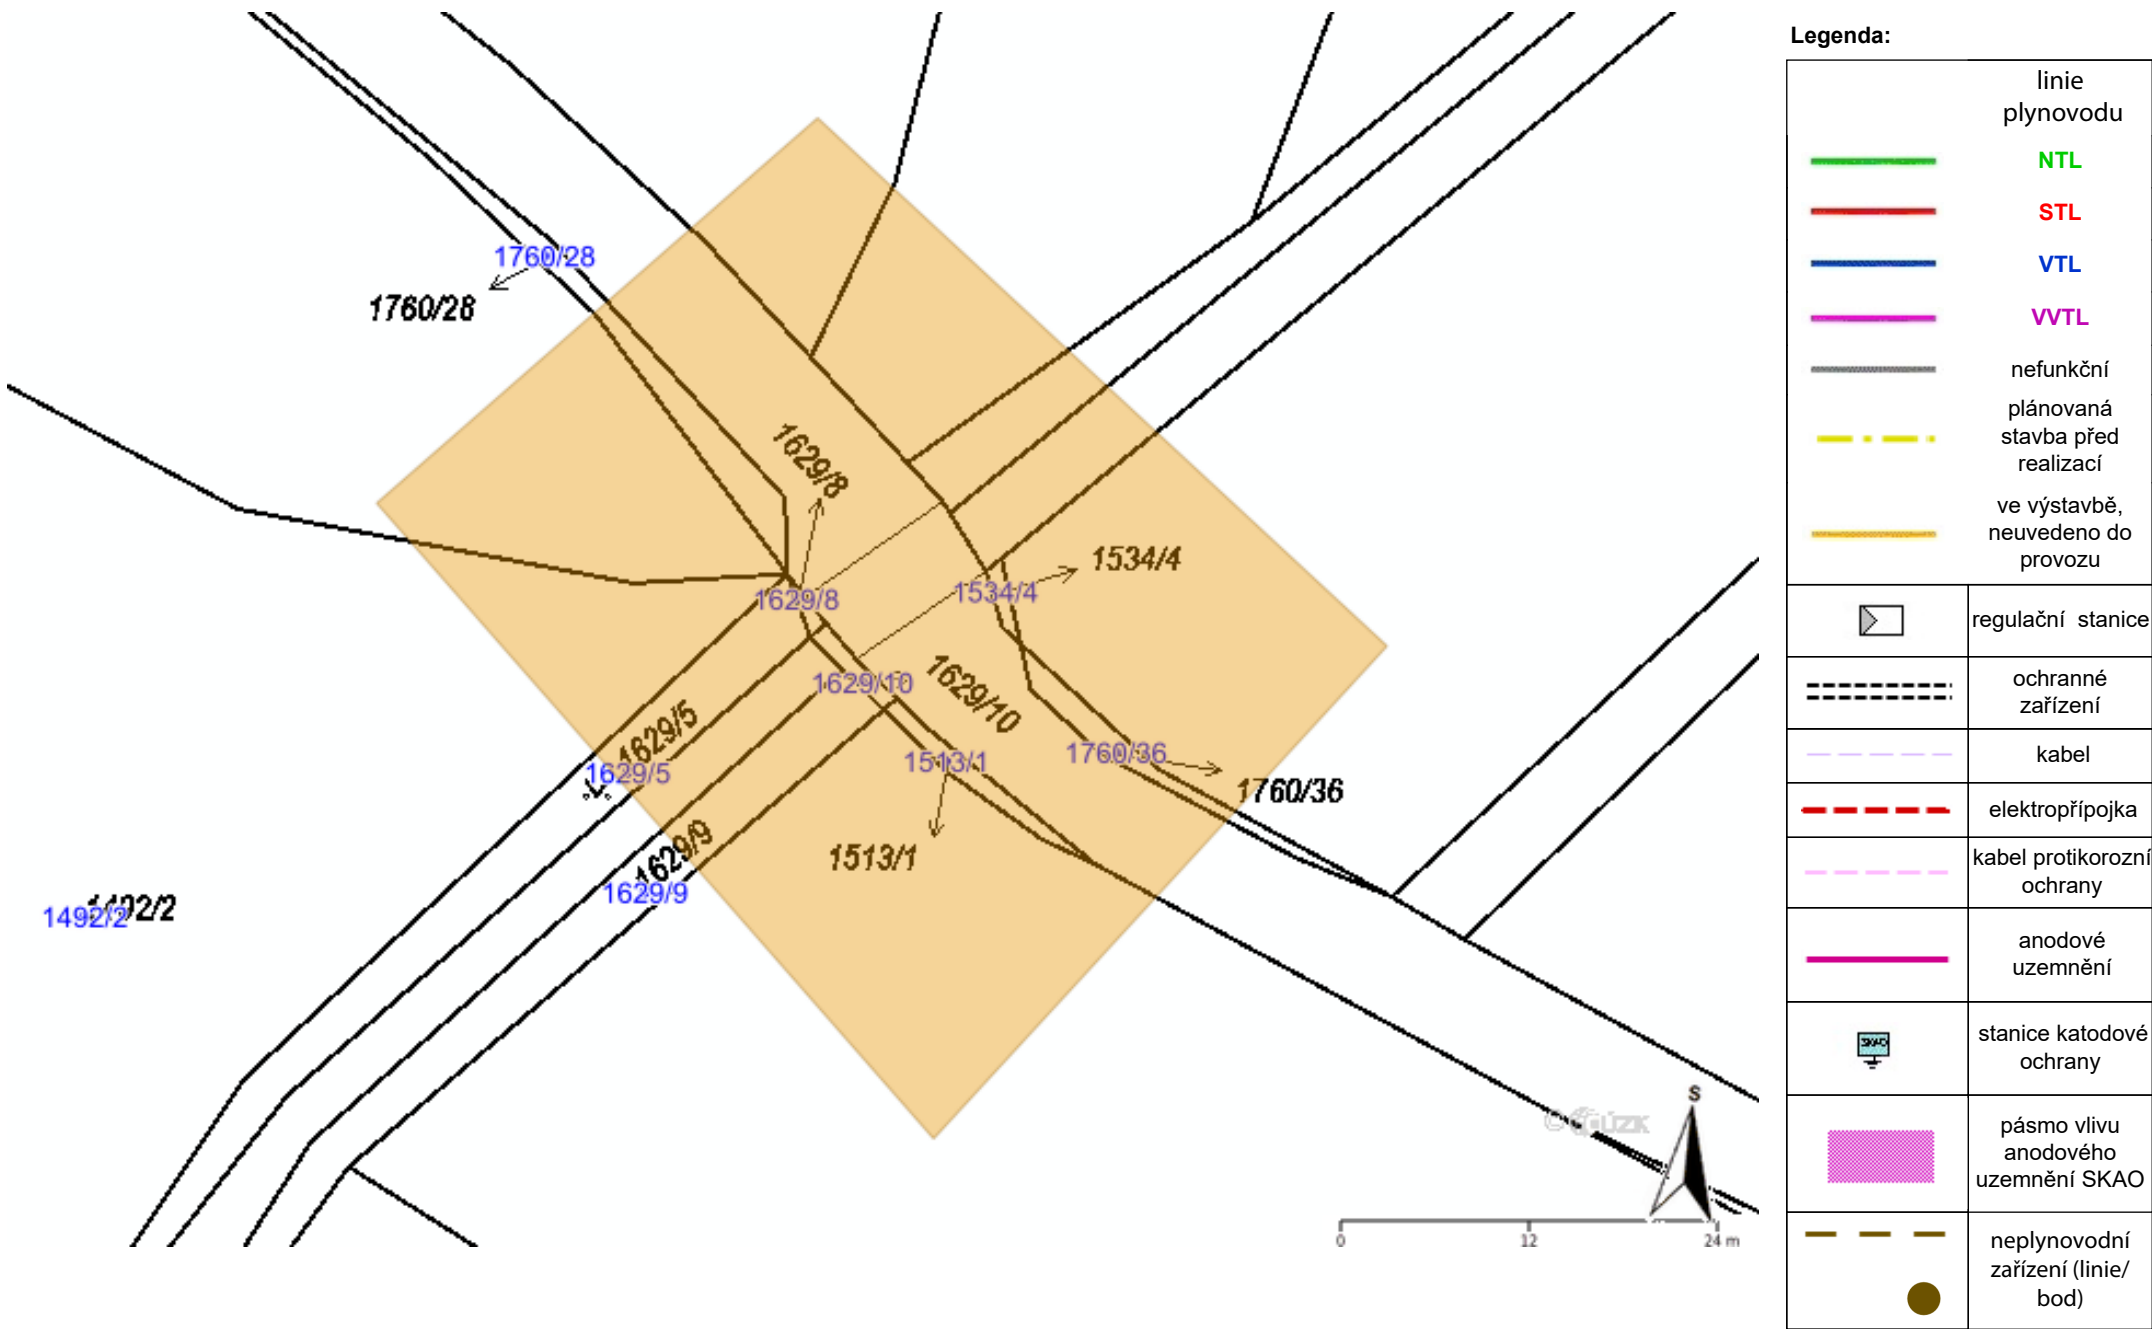 1760/28
1760/28
1629/8
1534/4
1629/8
1534/4
1629/10
1629/10
1629/5
1629/5
1513/1
1760/36
1760/36
1513/1
1629/9
1629/9
1492/2
1492/2
© ČÚZK
S
0 12 24 m
Legenda:
linie
plynovodu
NTL
STL
VTL
VVTL
nefunkční
plánovaná
stavba před
realizací
ve výstavbě,
neuvedeno do
provozu
regulační stanice
ochranné
zařízení
kabel
elektropřípojka
kabel protikorozní
ochrany
anodové
uzemnění
SKAO
stanice katodové
ochrany
pásmo vlivu
anodového
uzemnění SKAO
neplynovodní
zařízení (linie/
bod)